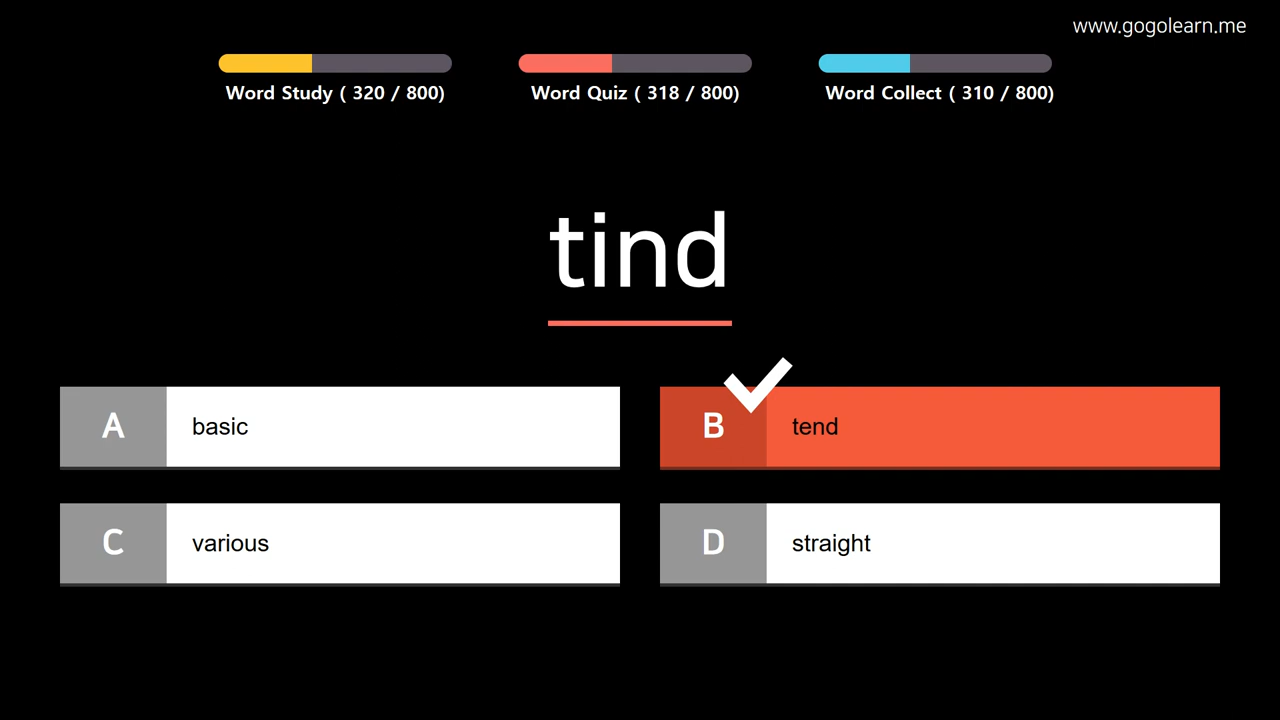 www.gogolearn.me
Word Study ( 320 / 800)
Word Quiz ( 318 / 800)
Word Collect ( 310 / 800)
tind
A
basic
B
tend
C
various
D
straight